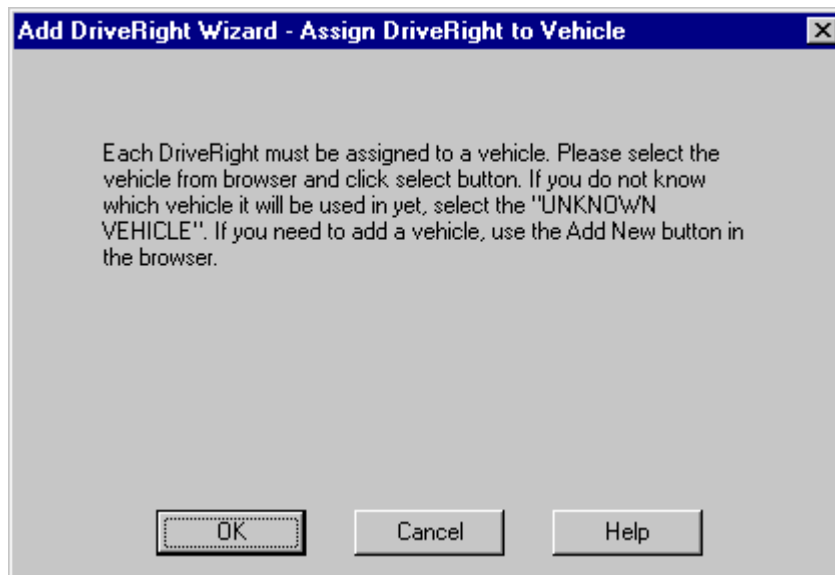 Add DriveRight Wizard - Assign DriveRight to Vehicle
Each DriveRight must be assigned to a vehicle. Please select the
vehicle from browser and click select button. If you do not know
which vehicle it will be used in yet, select the "UNKNOWN
VEHICLE". If you need to add a vehicle, use the Add New button in
the browser.
OK Cancel Help